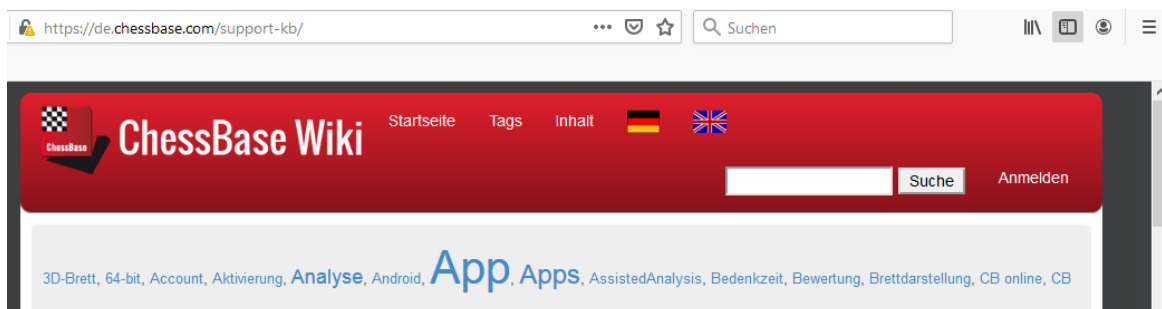 https://de.chessbase.com/support-kb/
Suchen
ChessBase
ChessBase Wiki
Startseite Tags Inhalt
Suche Anmelden
3D-Brett, 64-bit, Account, Aktivierung, Analyse, Android, App, Apps, AssistedAnalysis, Bedenkzeit, Bewertung, Brettdarstellung, CB online, CB